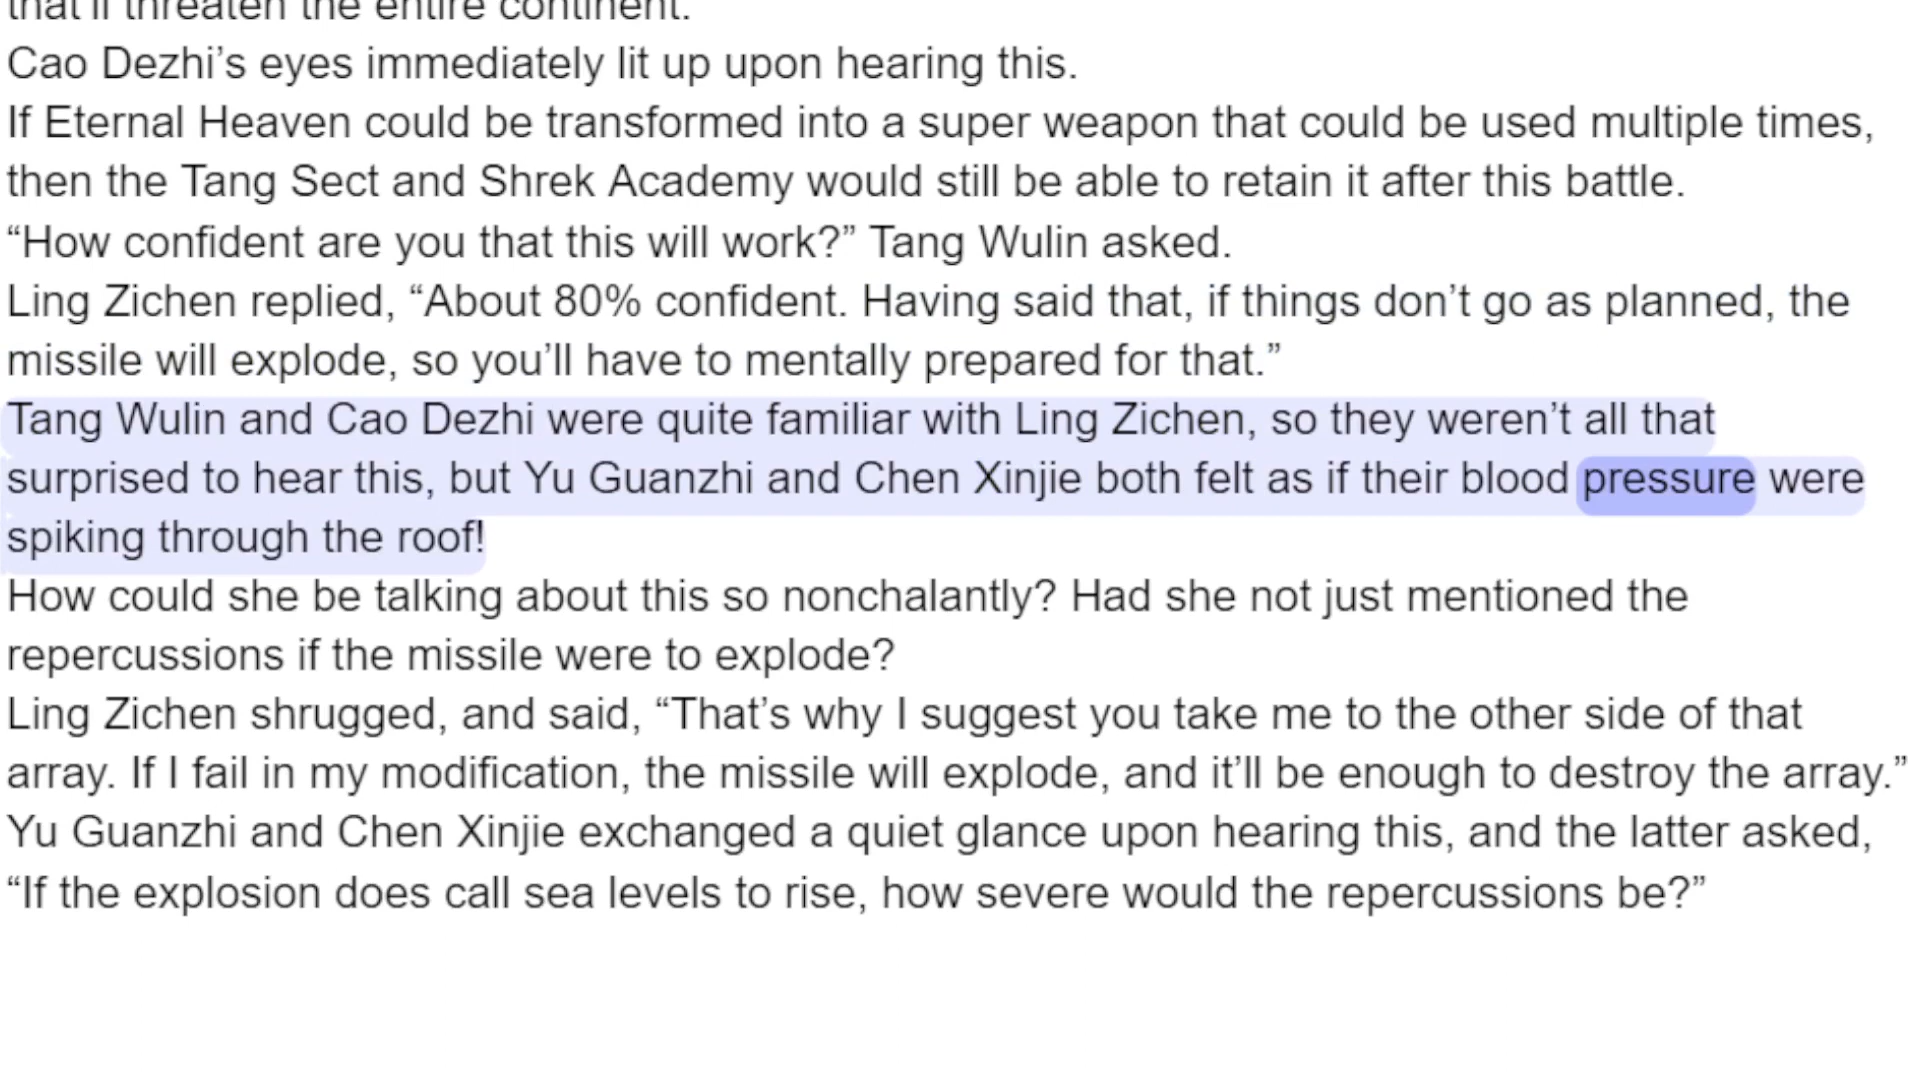 that'll threaten the entire continent.
Cao Dezhi’s eyes immediately lit up upon hearing this.
If Eternal Heaven could be transformed into a super weapon that could be used multiple times,
then the Tang Sect and Shrek Academy would still be able to retain it after this battle.
“How confident are you that this will work?” Tang Wulin asked.
Ling Zichen replied, “About 80% confident. Having said that, if things don’t go as planned, the
missile will explode, so you’ll have to mentally prepared for that.”
Tang Wulin and Cao Dezhi were quite familiar with Ling Zichen, so they weren’t all that
surprised to hear this, but Yu Guanzhi and Chen Xinjie both felt as if their blood pressure were
spiking through the roof!
How could she be talking about this so nonchalantly? Had she not just mentioned the
repercussions if the missile were to explode?
Ling Zichen shrugged, and said, “That’s why I suggest you take me to the other side of that
array. If I fail in my modification, the missile will explode, and it’ll be enough to destroy the array.”
Yu Guanzhi and Chen Xinjie exchanged a quiet glance upon hearing this, and the latter asked,
“If the explosion does call sea levels to rise, how severe would the repercussions be?”